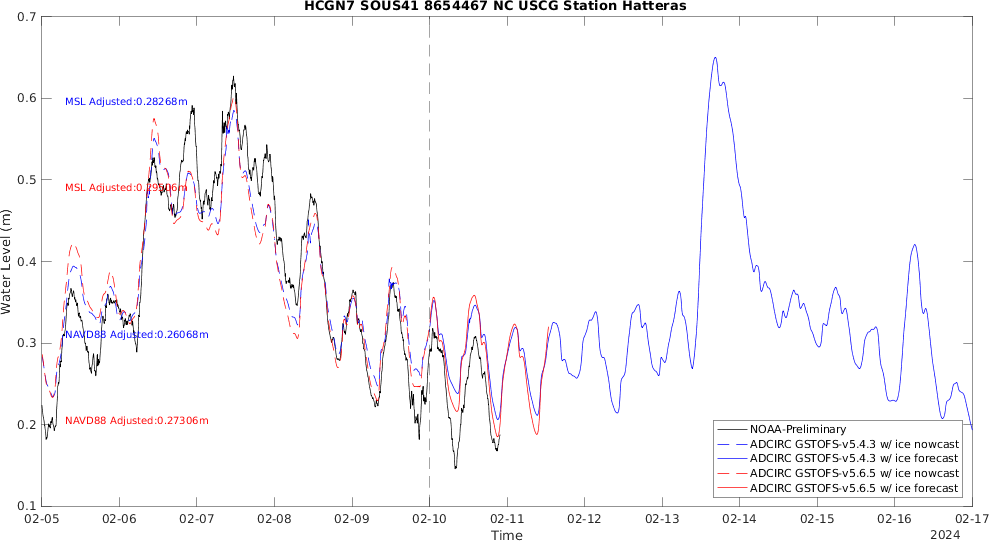 HCGN7 SOUS41 8654467 NC USCG Station Hatteras
Water Level (m)
0.7
0.6
0.5
0.4
0.3
0.2
0.1
MSL Adjusted:0.28268m
MSL Adjusted:0.29306m
NAVD88 Adjusted:0.26068m
NAVD88 Adjusted:0.27306m
NOAA-Preliminary
ADCIRC GSTOFS-v5.4.3 w/ ice nowcast
ADCIRC GSTOFS-v5.4.3 w/ ice forecast
ADCIRC GSTOFS-v5.6.5 w/ ice nowcast
ADCIRC GSTOFS-v5.6.5 w/ ice forecast
02-05 02-06 02-07 02-08 02-09 02-10 02-11 02-12 02-13 02-14 02-15 02-16 02-17
Time
2024